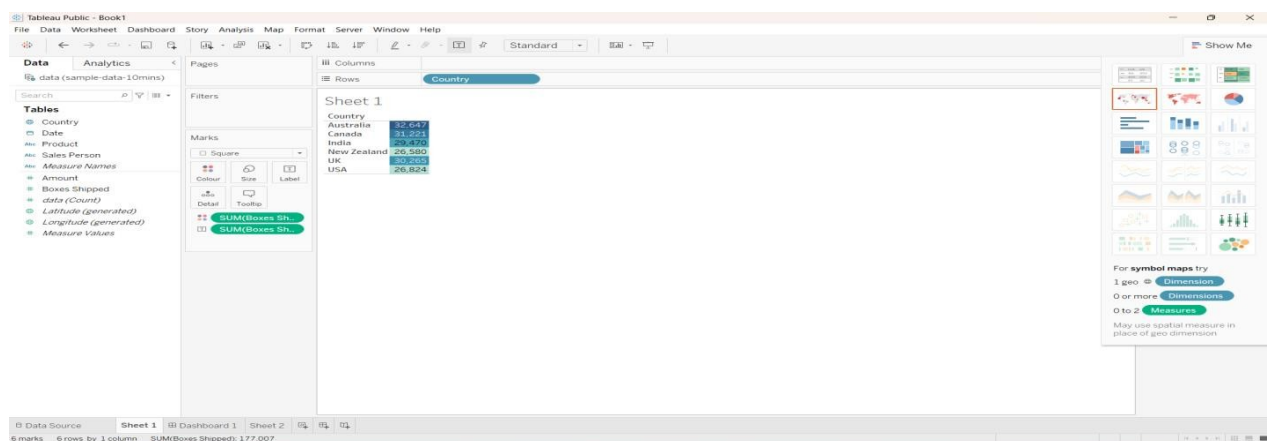 Tableau Public - Book1
File Data Worksheet Dashboard Story Analysis Map Format Server Window Help
Standard
Show Me
Data Analytics
data (sample-data-10mins)
Search
Tables
Country
Date
Abc Product
Abc Sales Person
Abc Measure Names
# Amount
# Boxes Shipped
# data (Count)
Latitude (generated)
Longitude (generated)
# Measure Values
Pages
Filters
Marks
Square
Colour Size Label
Detail Tooltip
SUM(Boxes Sh..
SUM(Boxes Sh..
Columns
Rows Country
Sheet 1
Country
Australia 32,647
Canada 31,221
India 29,470
New Zealand 26,580
UK 30,265
USA 26,824
For symbol maps try
1 geo Dimension
0 or more Dimensions
0 to 2 Measures
May use spatial measure in
place of geo dimension
Data Source Sheet 1 Dashboard 1 Sheet 2
6 marks 6 rows by 1 column SUM(Boxes Shipped): 177,007